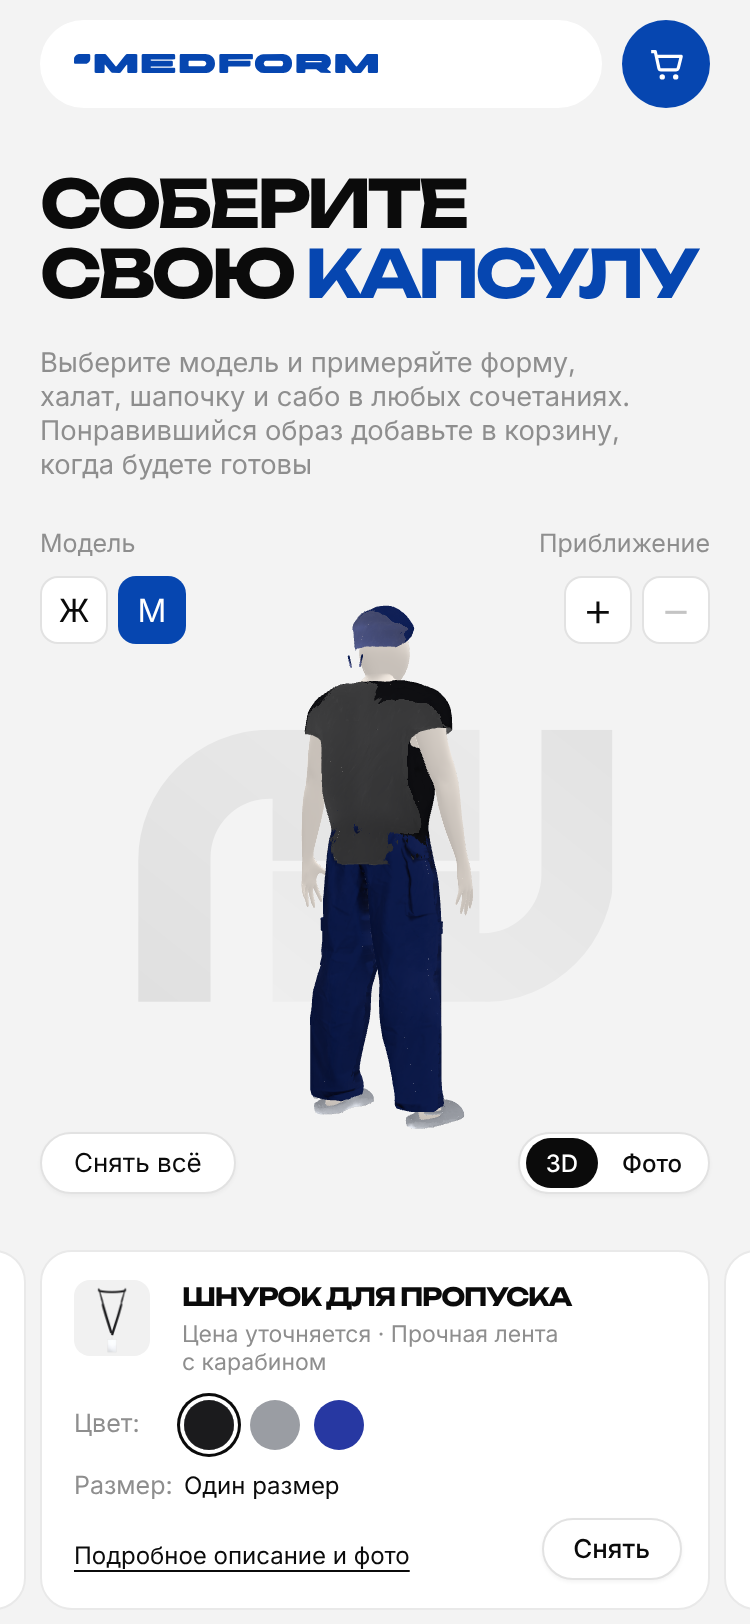 MEDFORM
СОБЕРИТЕ
СВОЮ КАПСУЛУ
Выберите модель и примеряйте форму,
халат, шапочку и сабо в любых сочетаниях.
Понравившийся образ добавьте в корзину,
когда будете готовы
Модель
Приближение
Ж М
+ −
Снять всё
3D Фото
ШНУРОК ДЛЯ ПРОПУСКА
Цена уточняется · Прочная лента
с карабином
Цвет:
Размер: Один размер
Подробное описание и фото
Снять